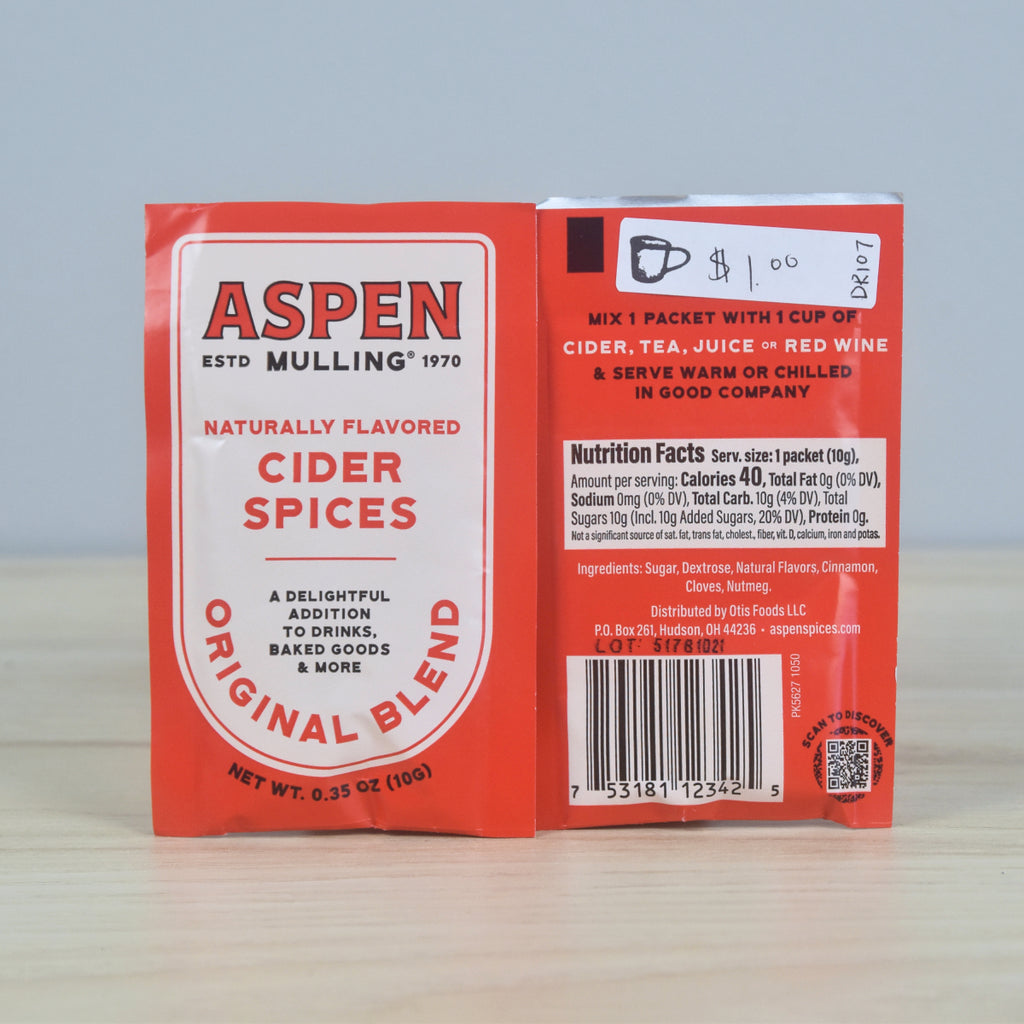 ASPEN
ESTD MULLING® 1970
NATURALLY FLAVORED
CIDER
SPICES
A DELIGHTFUL
ADDITION
TO DRINKS,
BAKED GOODS
& MORE
ORIGINAL BLEND
NET WT. 0.35 OZ (10G)
$1.00
DR107
MIX 1 PACKET WITH 1 CUP OF
CIDER, TEA, JUICE OR RED WINE
& SERVE WARM OR CHILLED
IN GOOD COMPANY
Nutrition Facts Serv. size: 1 packet (10g),
Amount per serving: Calories 40, Total Fat 0g (0% DV),
Sodium 0mg (0% DV), Total Carb. 10g (4% DV), Total
Sugars 10g (Incl. 10g Added Sugars, 20% DV), Protein 0g.
Not a significant source of sat. fat, trans fat, cholest., fiber, vit. D, calcium, iron and potas.
Ingredients: Sugar, Dextrose, Natural Flavors, Cinnamon,
Cloves, Nutmeg.
Distributed by Otis Foods LLC
P.O. Box 261, Hudson, OH 44236 • aspenspices.com
LOT: 51781021
PK5627 1050
SCAN TO DISCOVER
7 53181 12342 5